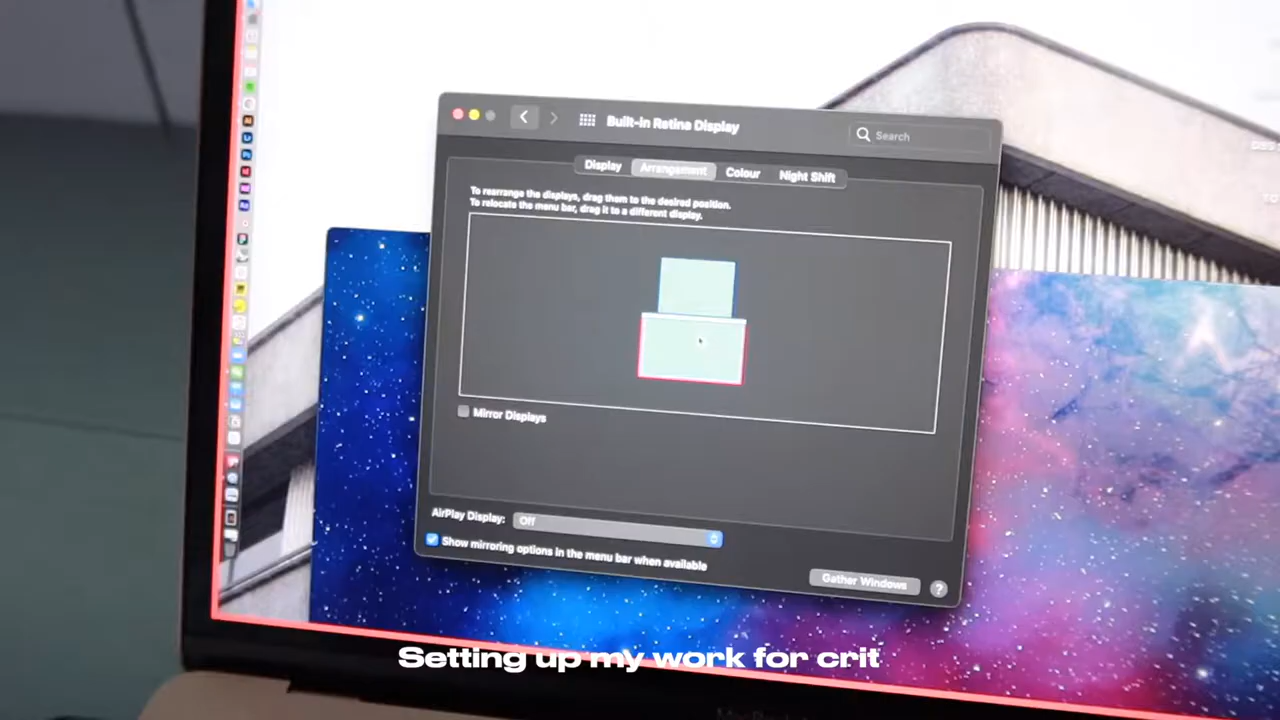 Built-in Retina Display
Search
Display
Arrangement
Colour
Night Shift
To rearrange the displays, drag them to the desired position.
To relocate the menu bar, drag it to a different display.
Mirror Displays
AirPlay Display:
Off
Show mirroring options in the menu bar when available
Gather Windows
?
Setting up my work for crit